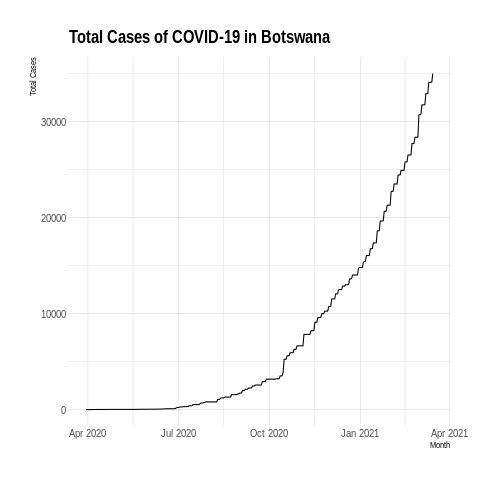 Total Cases of COVID-19 in Botswana
Total Cases
30000
20000
10000
0
Apr 2020
Jul 2020
Oct 2020
Jan 2021
Apr 2021
Month